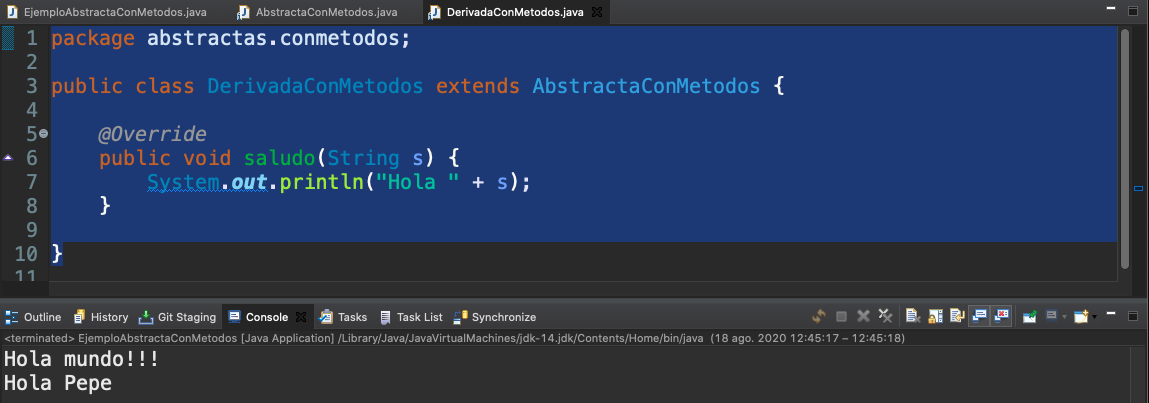 EjemploAbstractaConMetodos.java AbstractaConMetodos.java DerivadaConMetodos.java
1 package abstractas.conmetodos;
2
3 public class DerivadaConMetodos extends AbstractaConMetodos {
4
5 @Override
6 public void saludo(String s) {
7 System.out.println("Hola " + s);
8 }
9
10 }
11
Outline History Git Staging Console Tasks Task List Synchronize
<terminated> EjemploAbstractaConMetodos [Java Application] /Library/Java/JavaVirtualMachines/jdk-14.jdk/Contents/Home/bin/java (18 ago. 2020 12:45:17 – 12:45:18)
Hola mundo!!!
Hola Pepe